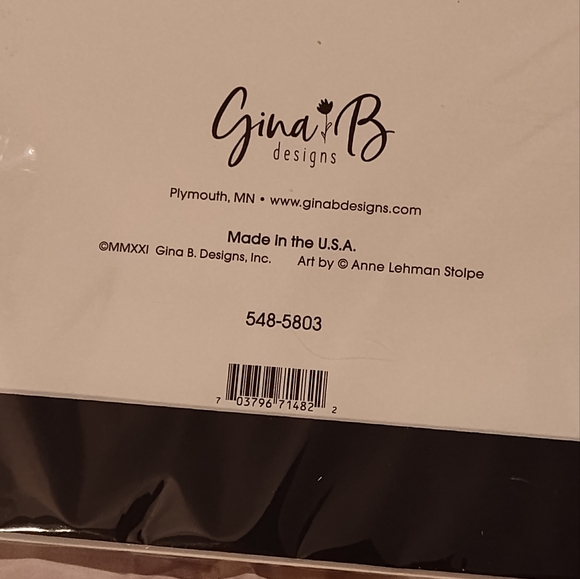 Gina B
designs
Plymouth, MN • www.ginabdesigns.com
Made in the U.S.A.
©MMXXI Gina B. Designs, Inc. Art by © Anne Lehman Stolpe
548-5803
7 03796 71482 2